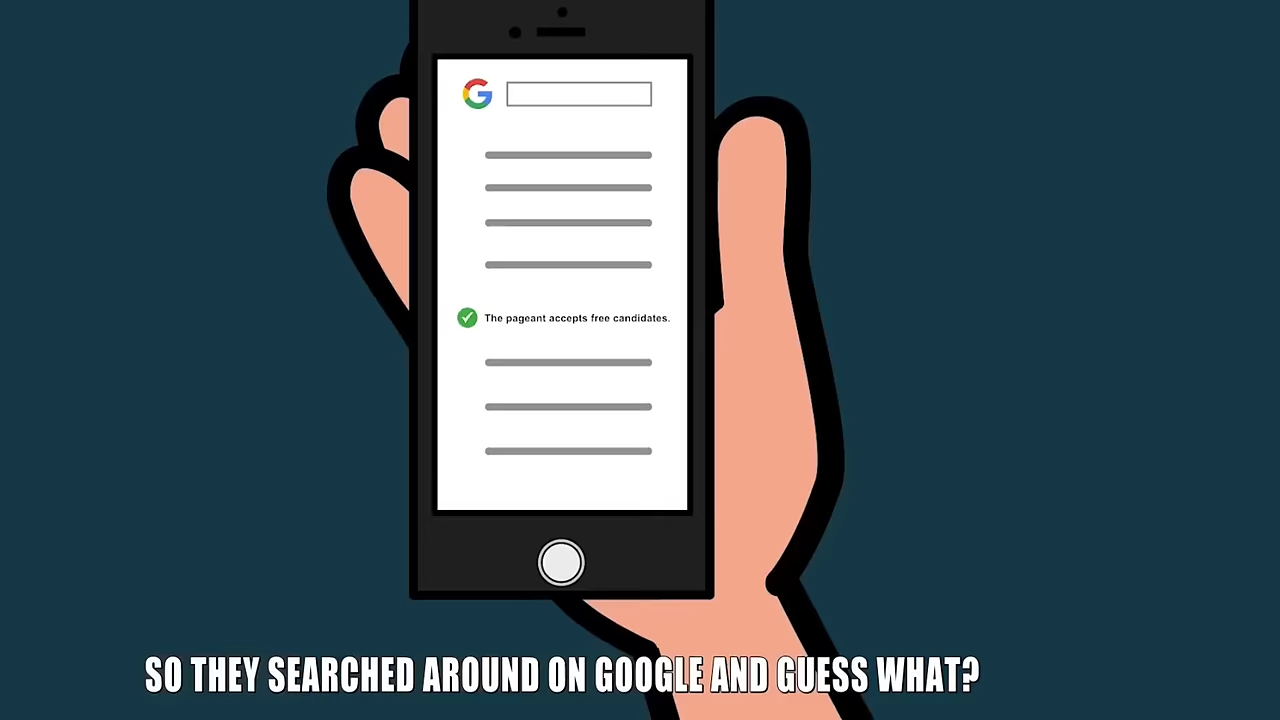 The pageant accepts free candidates.
SO THEY SEARCHED AROUND ON GOOGLE AND GUESS WHAT?